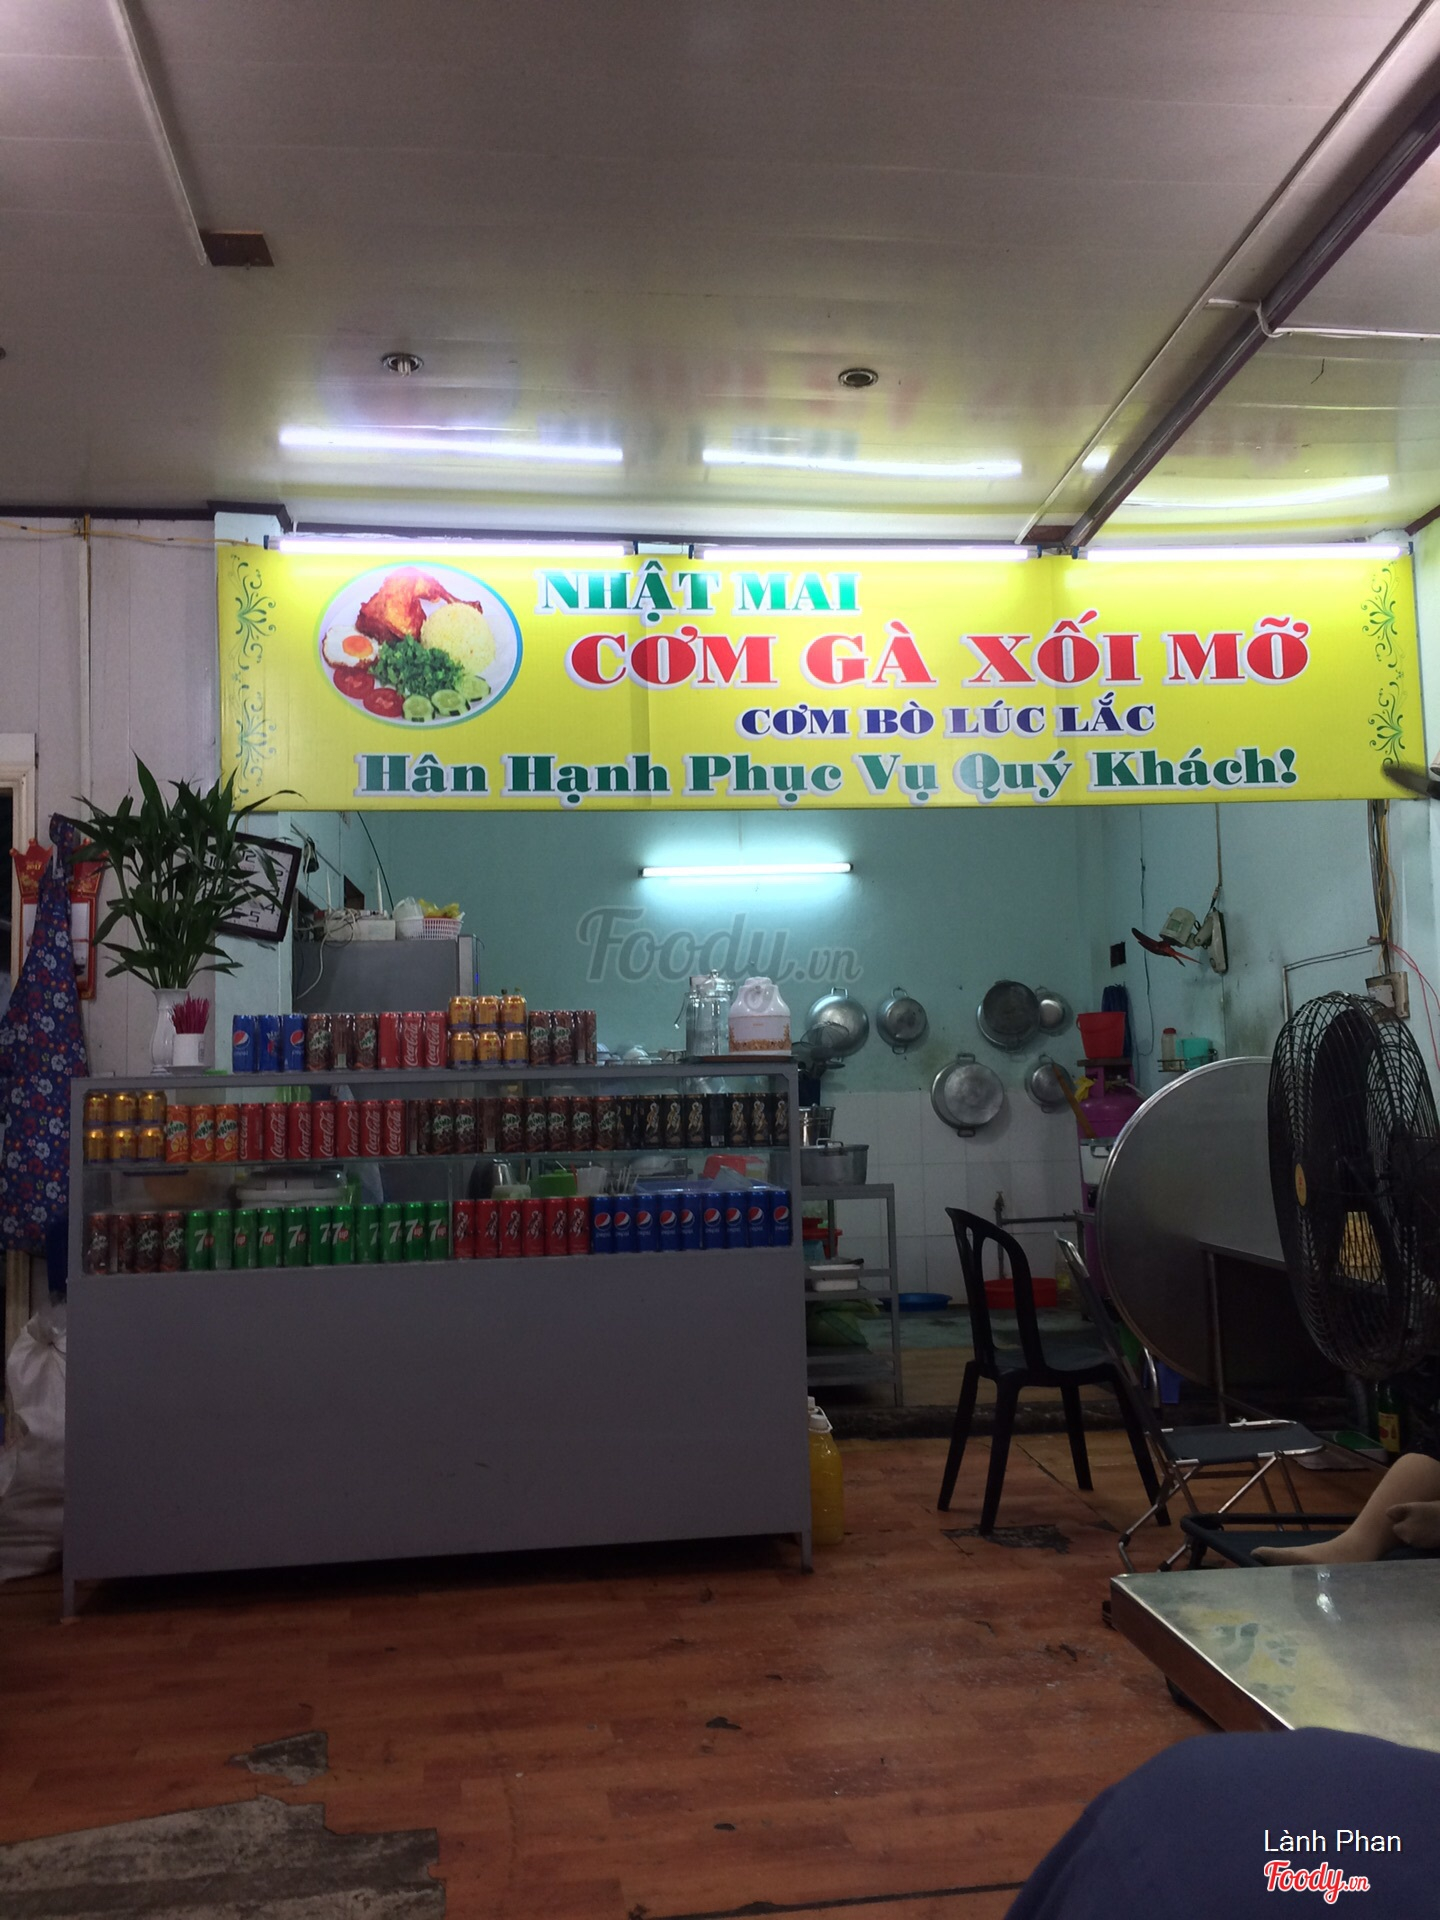 NHẬT MAI
CƠM GÀ XỐI MỠ
CƠM BÒ LÚC LẮC
Hân Hạnh Phục Vụ Quý Khách!
Foody.vn
Lành Phan
Foody.vn